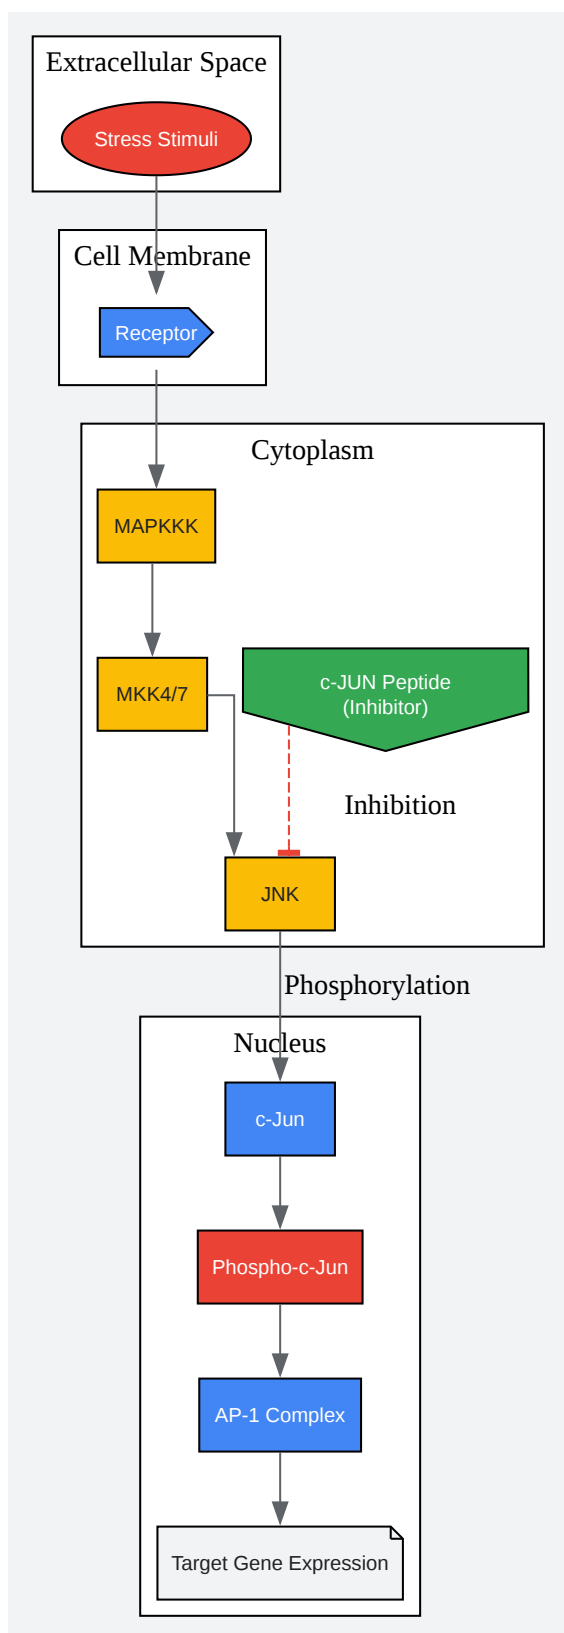 Extracellular Space
Stress Stimuli
Cell Membrane
Receptor
Cytoplasm
MAPKKK
MKK4/7
c-JUN Peptide
(Inhibitor)
Inhibition
JNK
Phosphorylation
Nucleus
c-Jun
Phospho-c-Jun
AP-1 Complex
Target Gene Expression